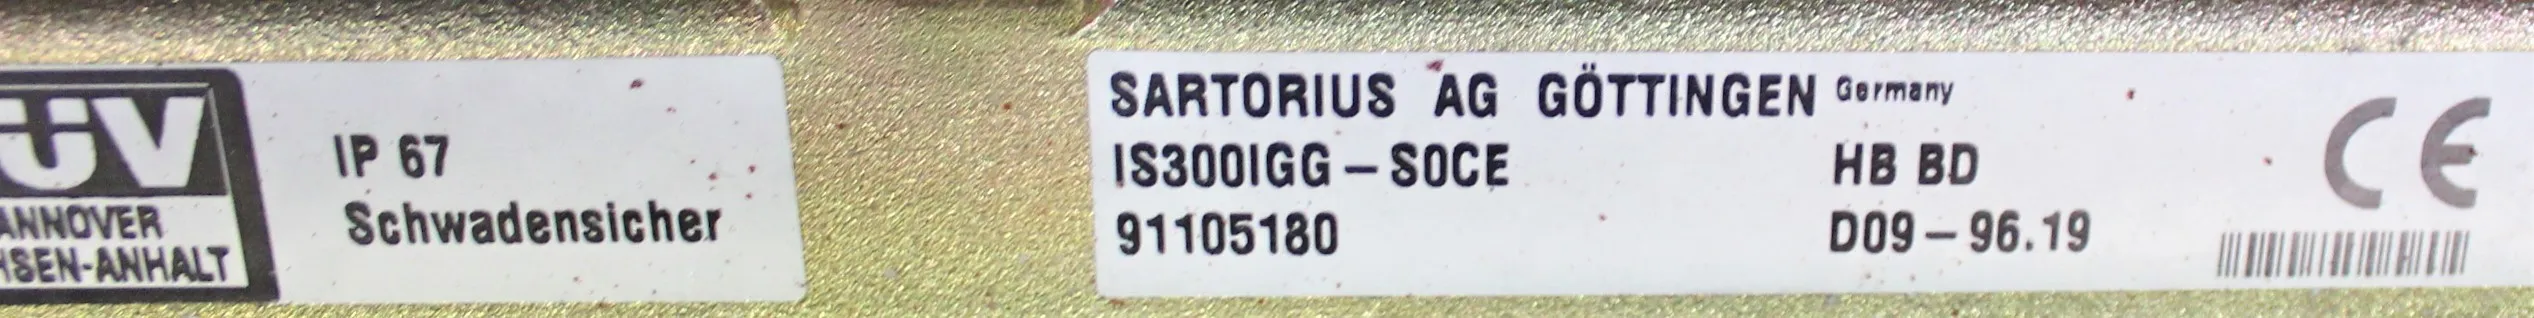 ÜV
ANNOVER
HSEN-ANHALT
IP 67
Schwadensicher
SARTORIUS AG GÖTTINGEN Germany
IS300IGG-S0CE HB BD
91105180 D09-96.19
CE